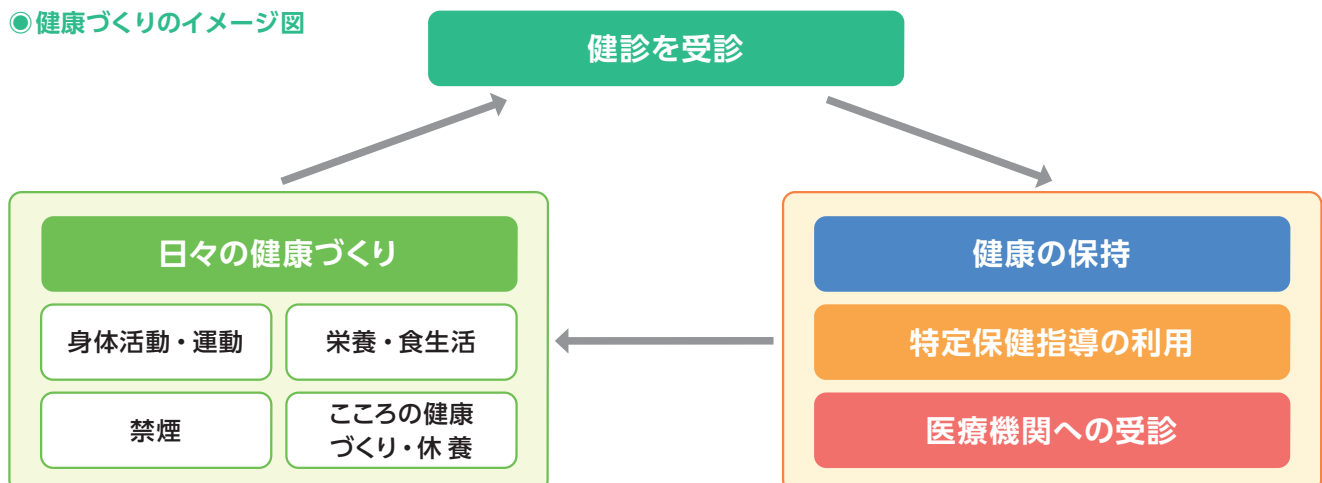 ◉健康づくりのイメージ図
健診を受診
日々の健康づくり
身体活動・運動
栄養・食生活
禁煙
こころの健康
づくり・休養
健康の保持
特定保健指導の利用
医療機関への受診